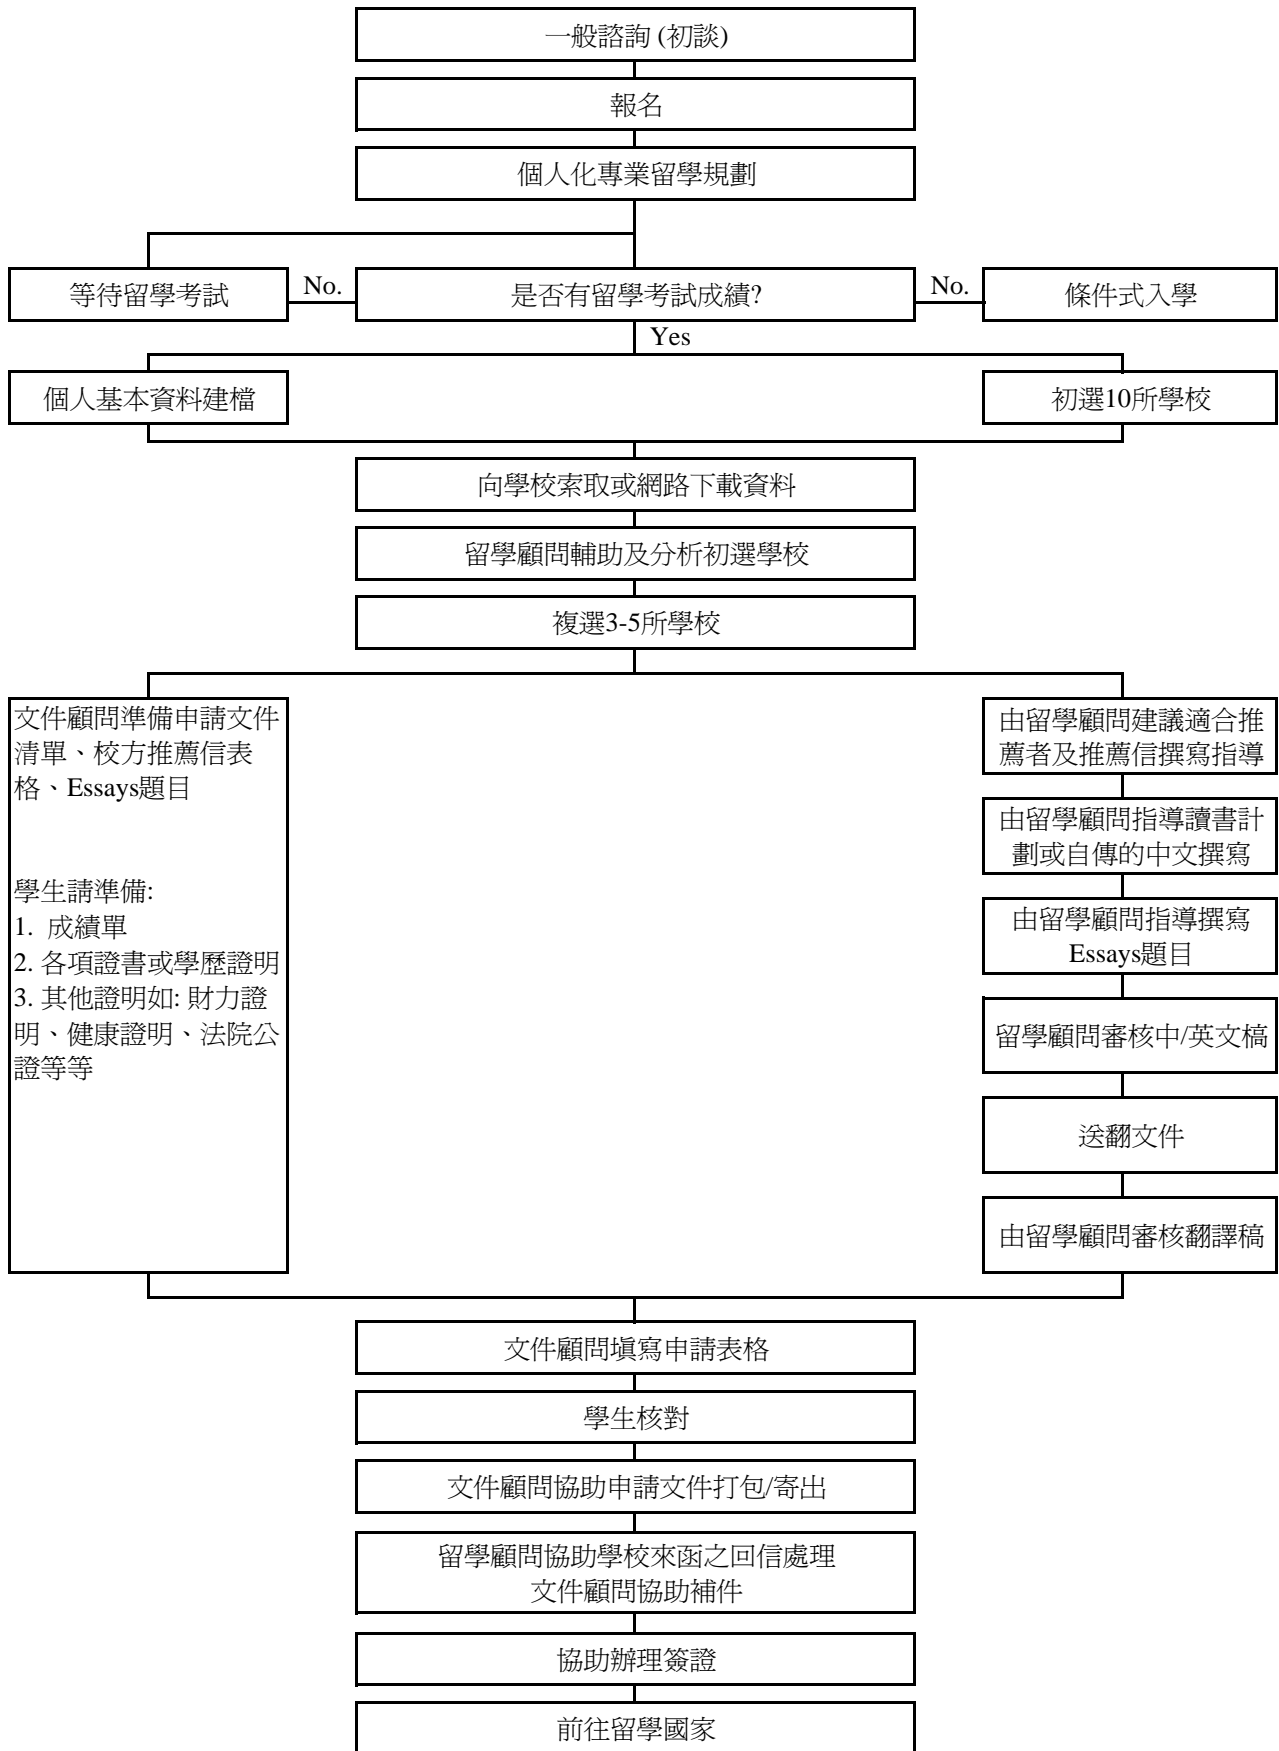 一般諮詢 (初談)
報名
個人化專業留學規劃
等待留學考試
No.
是否有留學考試成績?
No.
條件式入學
Yes
個人基本資料建檔
初選10所學校
向學校索取或網路下載資料
留學顧問輔助及分析初選學校
複選3-5所學校
文件顧問準備申請文件
清單、校方推薦信表
格、Essays題目
學生請準備:
1. 成績單
2. 各項證書或學歷證明
3. 其他證明如: 財力證
明、健康證明、法院公
證等等
由留學顧問建議適合推
薦者及推薦信撰寫指導
由留學顧問指導讀書計
劃或自傳的中文撰寫
由留學顧問指導撰寫
Essays題目
留學顧問審核中/英文槁
送翻文件
由留學顧問審核翻譯稿
文件顧問填寫申請表格
學生核對
文件顧問協助申請文件打包/寄出
留學顧問協助學校來函之回信處理
文件顧問協助補件
協助辦理簽證
前往留學國家